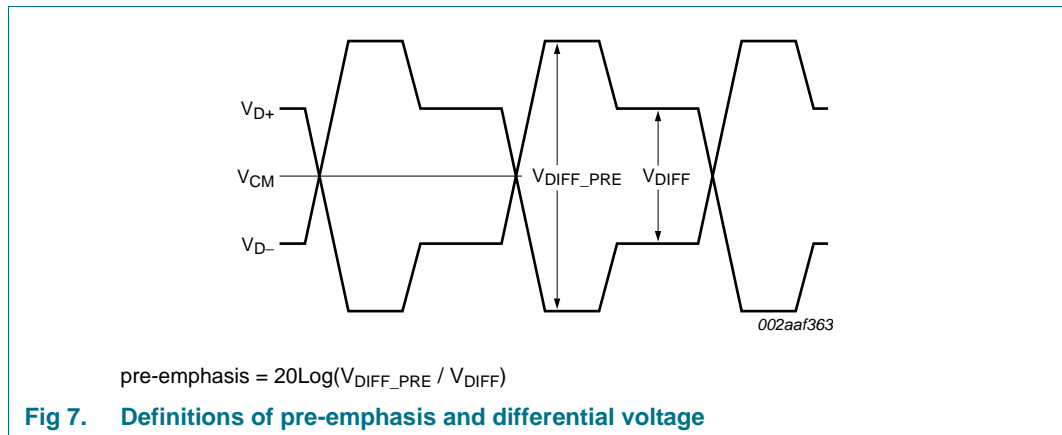 V_D+
V_CM
V_DIFF_PRE V_DIFF
V_D−
002aaf363
pre-emphasis = 20Log(V_DIFF_PRE / V_DIFF)
Fig 7. Definitions of pre-emphasis and differential voltage